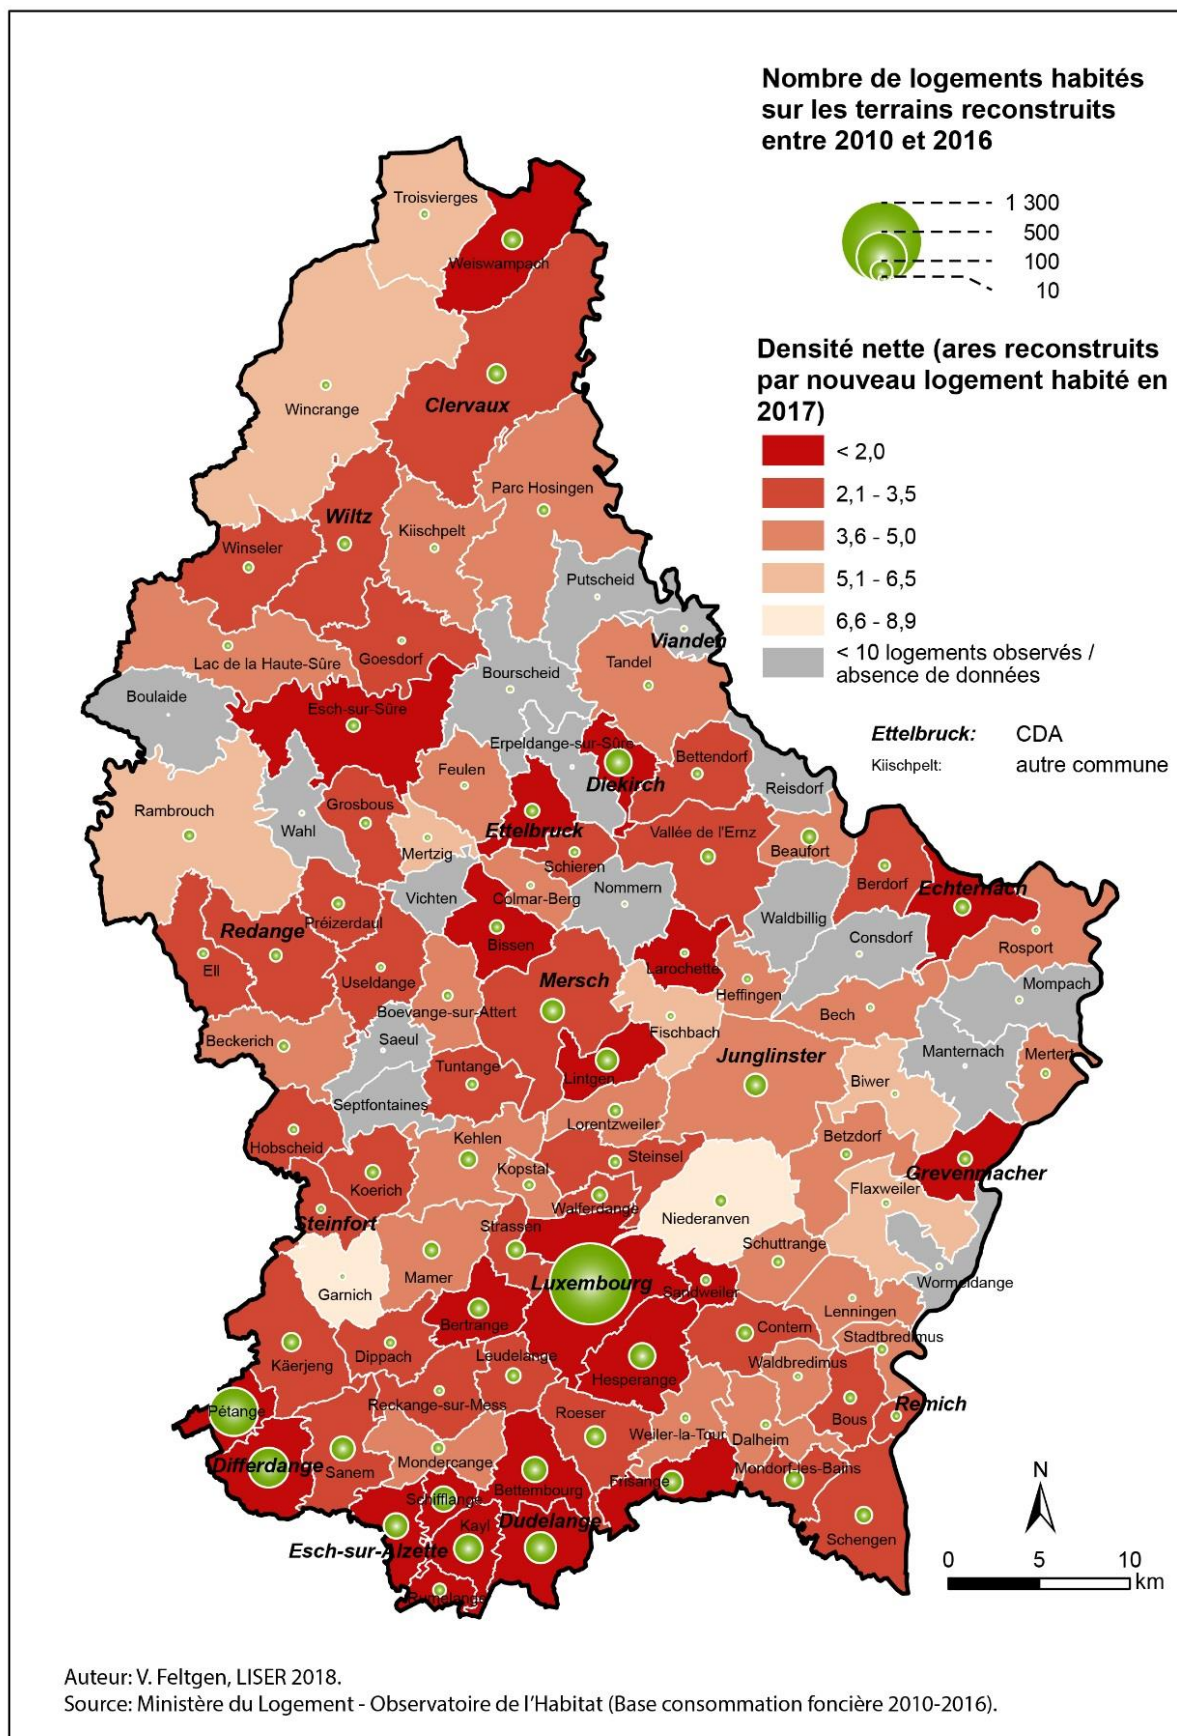 Nombre de logements habités
sur les terrains reconstruits
entre 2010 et 2016
1 300
500
100
10
Densité nette (ares reconstruits
par nouveau logement habité en
2017)
< 2,0
2,1 - 3,5
3,6 - 5,0
5,1 - 6,5
6,6 - 8,9
< 10 logements observés /
absence de données
Ettelbruck: CDA
Kiischpelt: autre commune
Troisvierges
Weiswampach
Wincrange
Clervaux
Parc Hosingen
Wiltz
Kiischpelt
Winseler
Putscheid
Vianden
Lac de la Haute-Sûre
Goesdorf
Bourscheid
Tandel
Boulaide
Esch-sur-Sûre
Erpeldange-sur-Sûre
Bettendorf
Feulen
Diekirch
Reisdorf
Rambrouch
Wahl
Grosbous
Ettelbruck
Vallée de l'Ernz
Mertzig
Schieren
Beaufort
Berdorf
Echternach
Vichten
Colmar-Berg
Nommern
Waldbillig
Préizerdaul
Redange
Bissen
Consdorf
Rosport
Ell
Useldange
Mersch
Larochette
Heffingen
Mompach
Boevange-sur-Attert
Bech
Beckerich
Saeul
Fischbach
Junglinster
Manternach
Mertert
Tuntange
Lintgen
Biwer
Septfontaines
Lorentzweiler
Hobscheid
Kehlen
Steinsel
Betzdorf
Grevenmacher
Koerich
Kopstal
Flaxweiler
Walferdange
Niederanven
Steinfort
Strassen
Schuttrange
Mamer
Luxembourg
Sandweiler
Wormeldange
Garnich
Lenningen
Bertrange
Contern
Stadtbredimus
Käerjeng
Dippach
Leudelange
Hesperange
Waldbredimus
Pétange
Reckange-sur-Mess
Roeser
Bous
Remich
Weiler-la-Tour
Dalheim
Differdange
Sanem
Mondercange
Mondorf-les-Bains
Frisange
Bettembourg
Schifflange
Dudelange
Kayl
Schengen
Esch-sur-Alzette
Rumelange
N
0 5 10
km
Auteur: V. Feltgen, LISER 2018.
Source: Ministère du Logement - Observatoire de l'Habitat (Base consommation foncière 2010-2016).